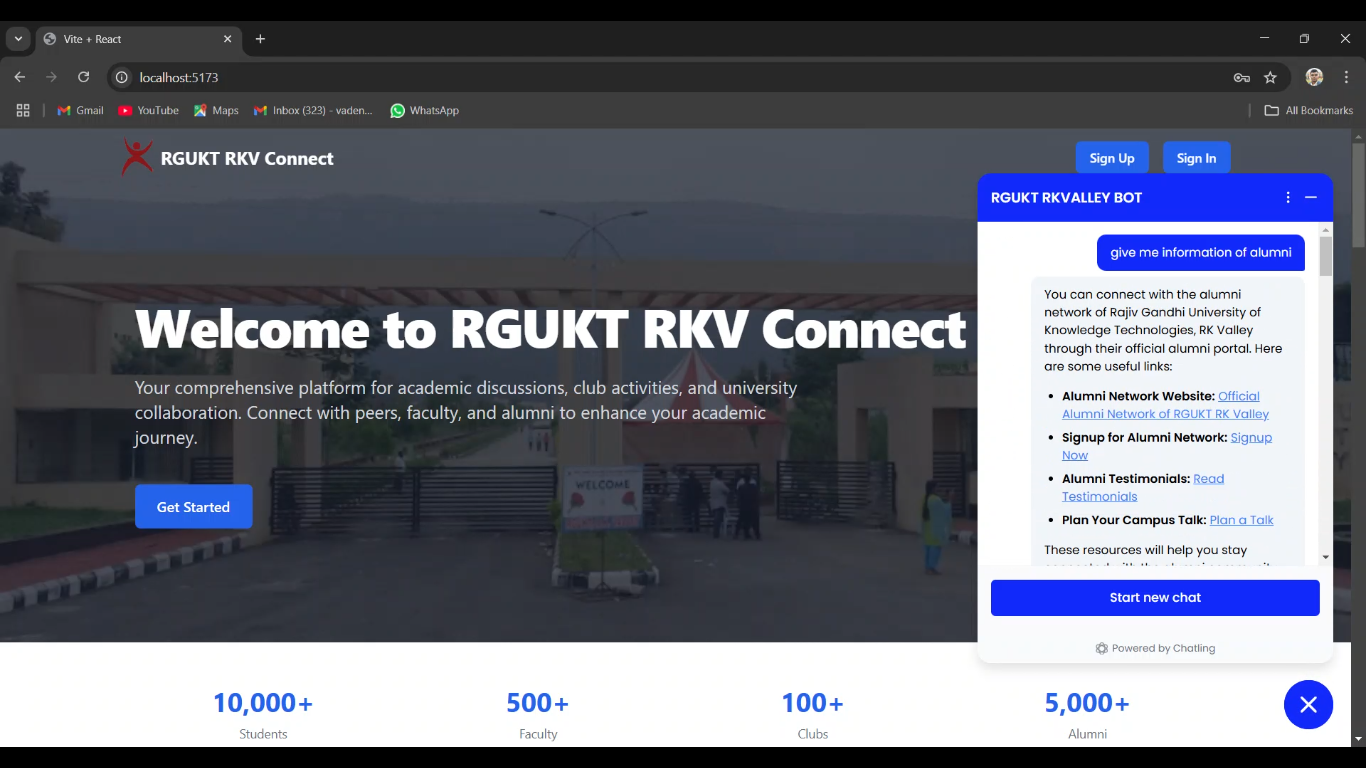 Vite + React
localhost:5173
Gmail
YouTube
Maps
Inbox (323) - vaden...
WhatsApp
All Bookmarks
RGUKT RKV Connect
Sign Up
Sign In
Welcome to RGUKT RKV Connect
Your comprehensive platform for academic discussions, club activities, and university
collaboration. Connect with peers, faculty, and alumni to enhance your academic
journey.
Get Started
WELCOME
RGUKT RKVALLEY BOT
give me information of alumni
You can connect with the alumni
network of Rajiv Gandhi University of
Knowledge Technologies, RK Valley
through their official alumni portal. Here
are some useful links:
• Alumni Network Website: Official
Alumni Network of RGUKT RK Valley
• Signup for Alumni Network: Signup
Now
• Alumni Testimonials: Read
Testimonials
• Plan Your Campus Talk: Plan a Talk
These resources will help you stay
connected with the alumni
Start new chat
Powered by Chatling
10,000+
Students
500+
Faculty
100+
Clubs
5,000+
Alumni